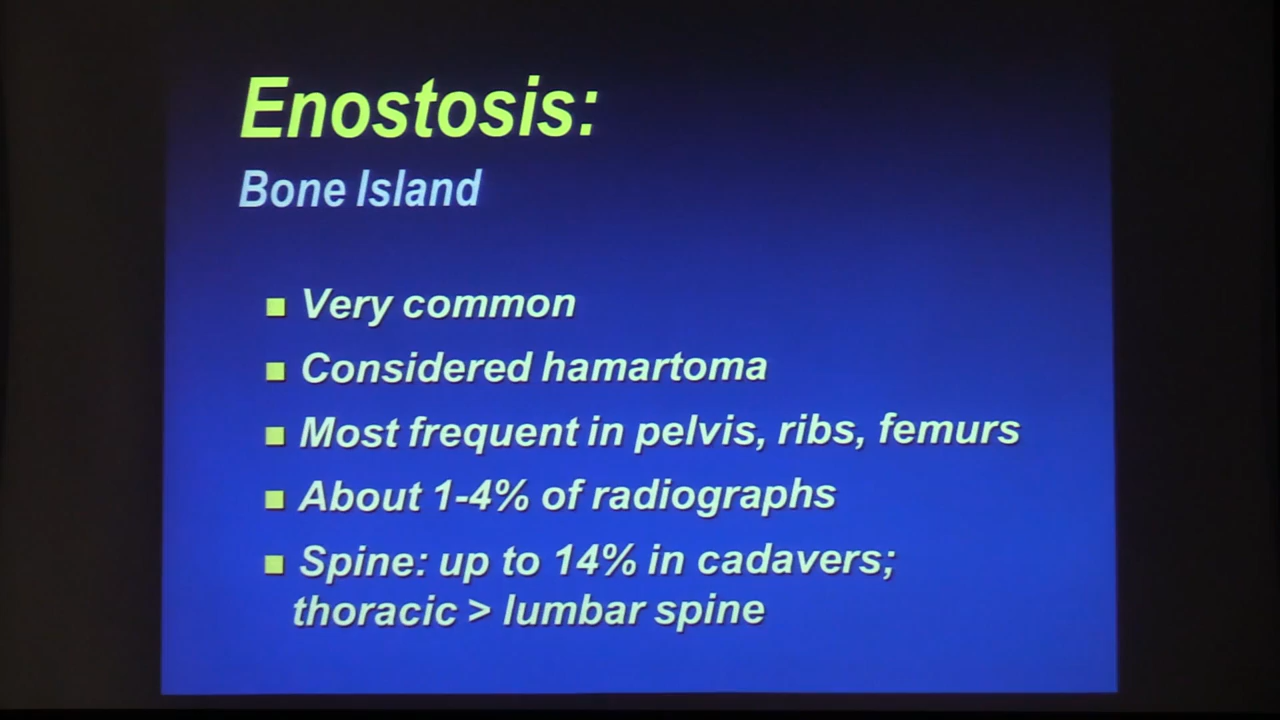 Enostosis:
Bone Island
Very common
Considered hamartoma
Most frequent in pelvis, ribs, femurs
About 1-4% of radiographs
Spine: up to 14% in cadavers;
thoracic > lumbar spine